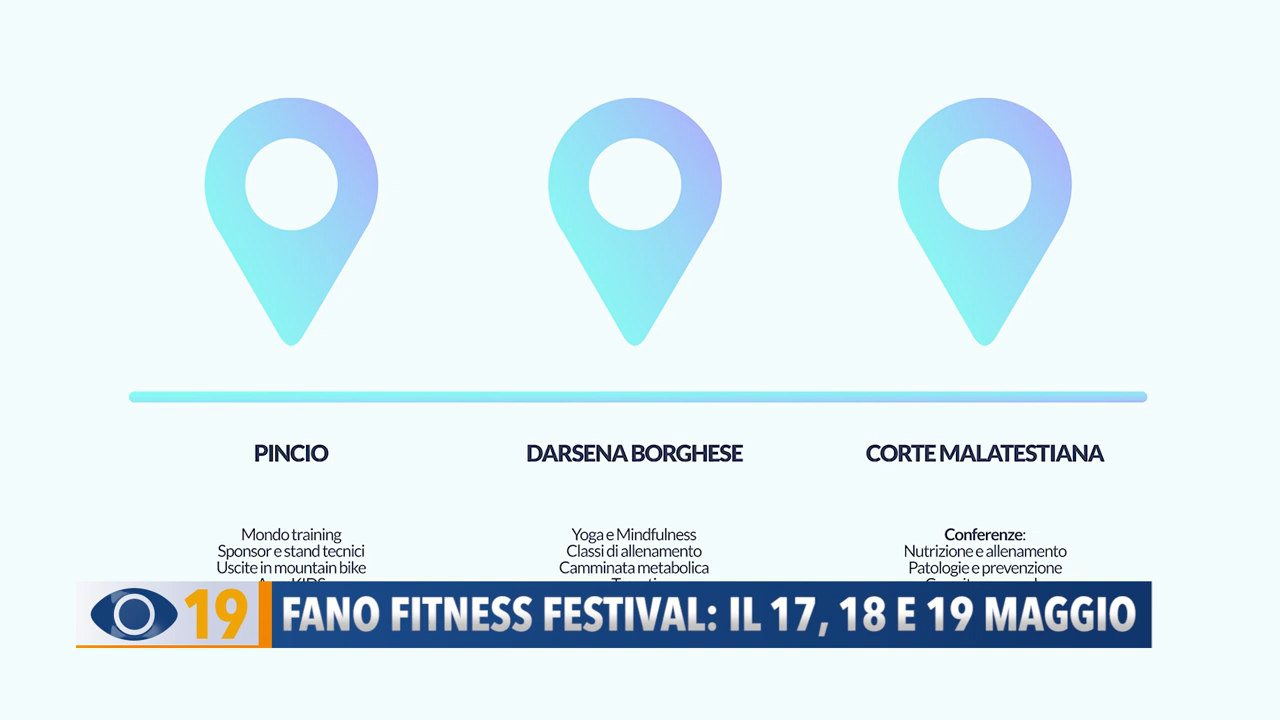 PINCIO
DARSENA BORGHESE
CORTE MALATESTIANA
Mondo training
Sponsor e stand tecnici
Uscite in mountain bike
Yoga e Mindfulness
Classi di allenamento
Camminata metabolica
Conferenze:
Nutrizione e allenamento
Patologie e prevenzione
19
FANO FITNESS FESTIVAL: IL 17, 18 E 19 MAGGIO